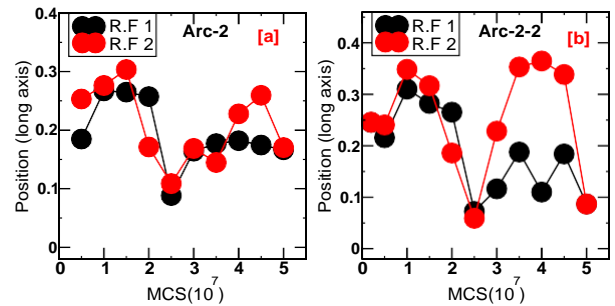 R.F 1
R.F 2
Arc-2
[a]
Position (long axis)
0.4
0.3
0.2
0.1
0
0 1 2 3 4 5
MCS(10^7)
R.F 1
R.F 2
Arc-2-2
[b]
Position (long axis)
0.4
0.3
0.2
0.1
0
0 1 2 3 4 5
MCS(10^7)